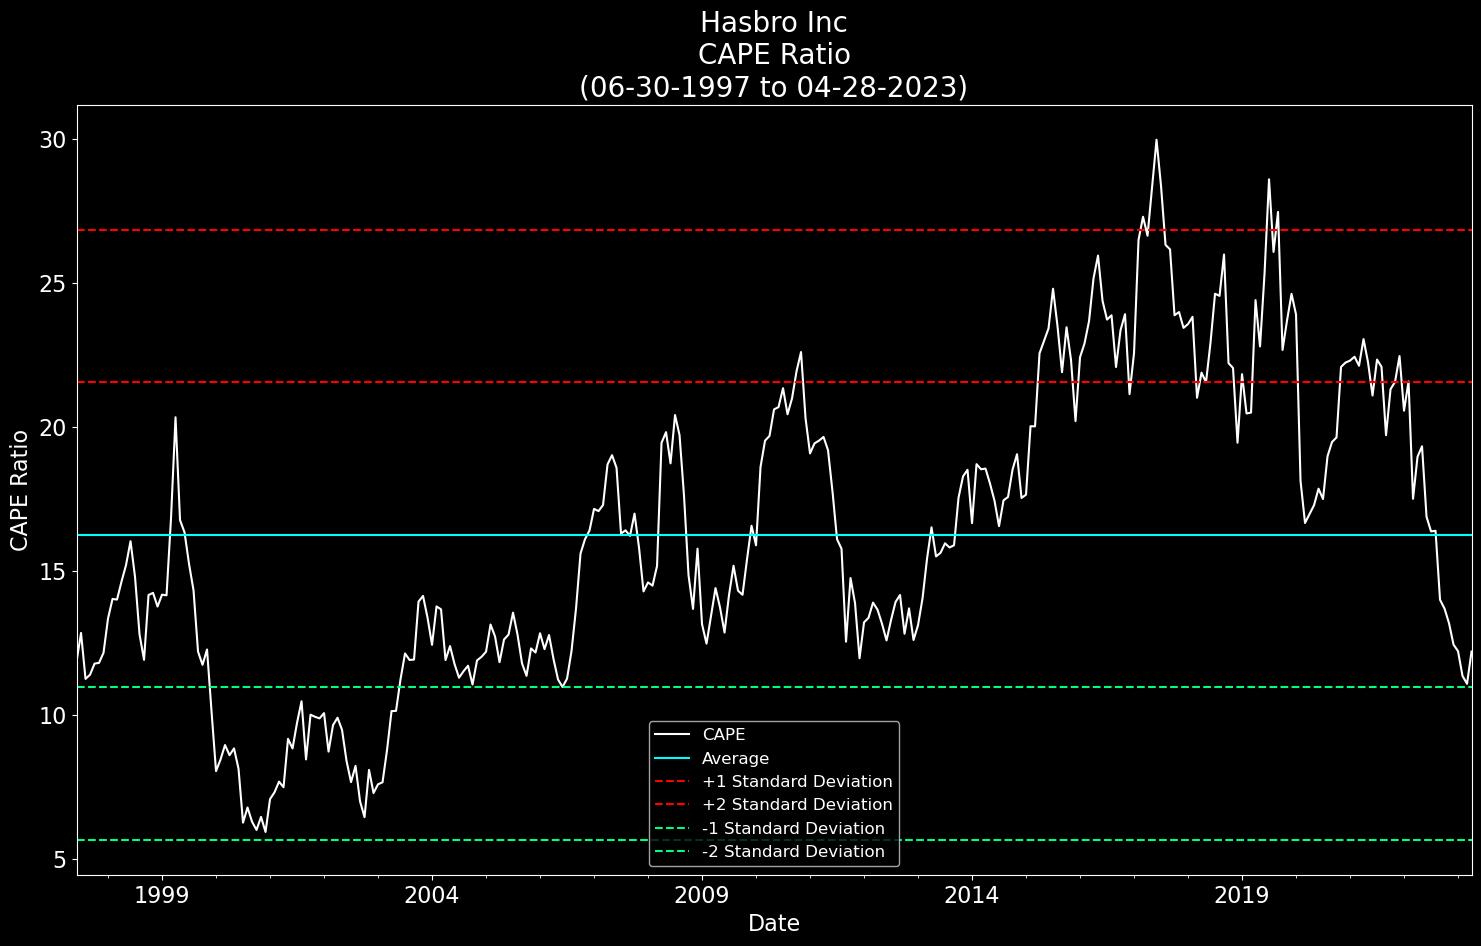 Hasbro Inc
CAPE Ratio
(06-30-1997 to 04-28-2023)
CAPE Ratio
30
25
20
15
10
5
CAPE
Average
+1 Standard Deviation
+2 Standard Deviation
-1 Standard Deviation
-2 Standard Deviation
1999 2004 2009 2014 2019
Date